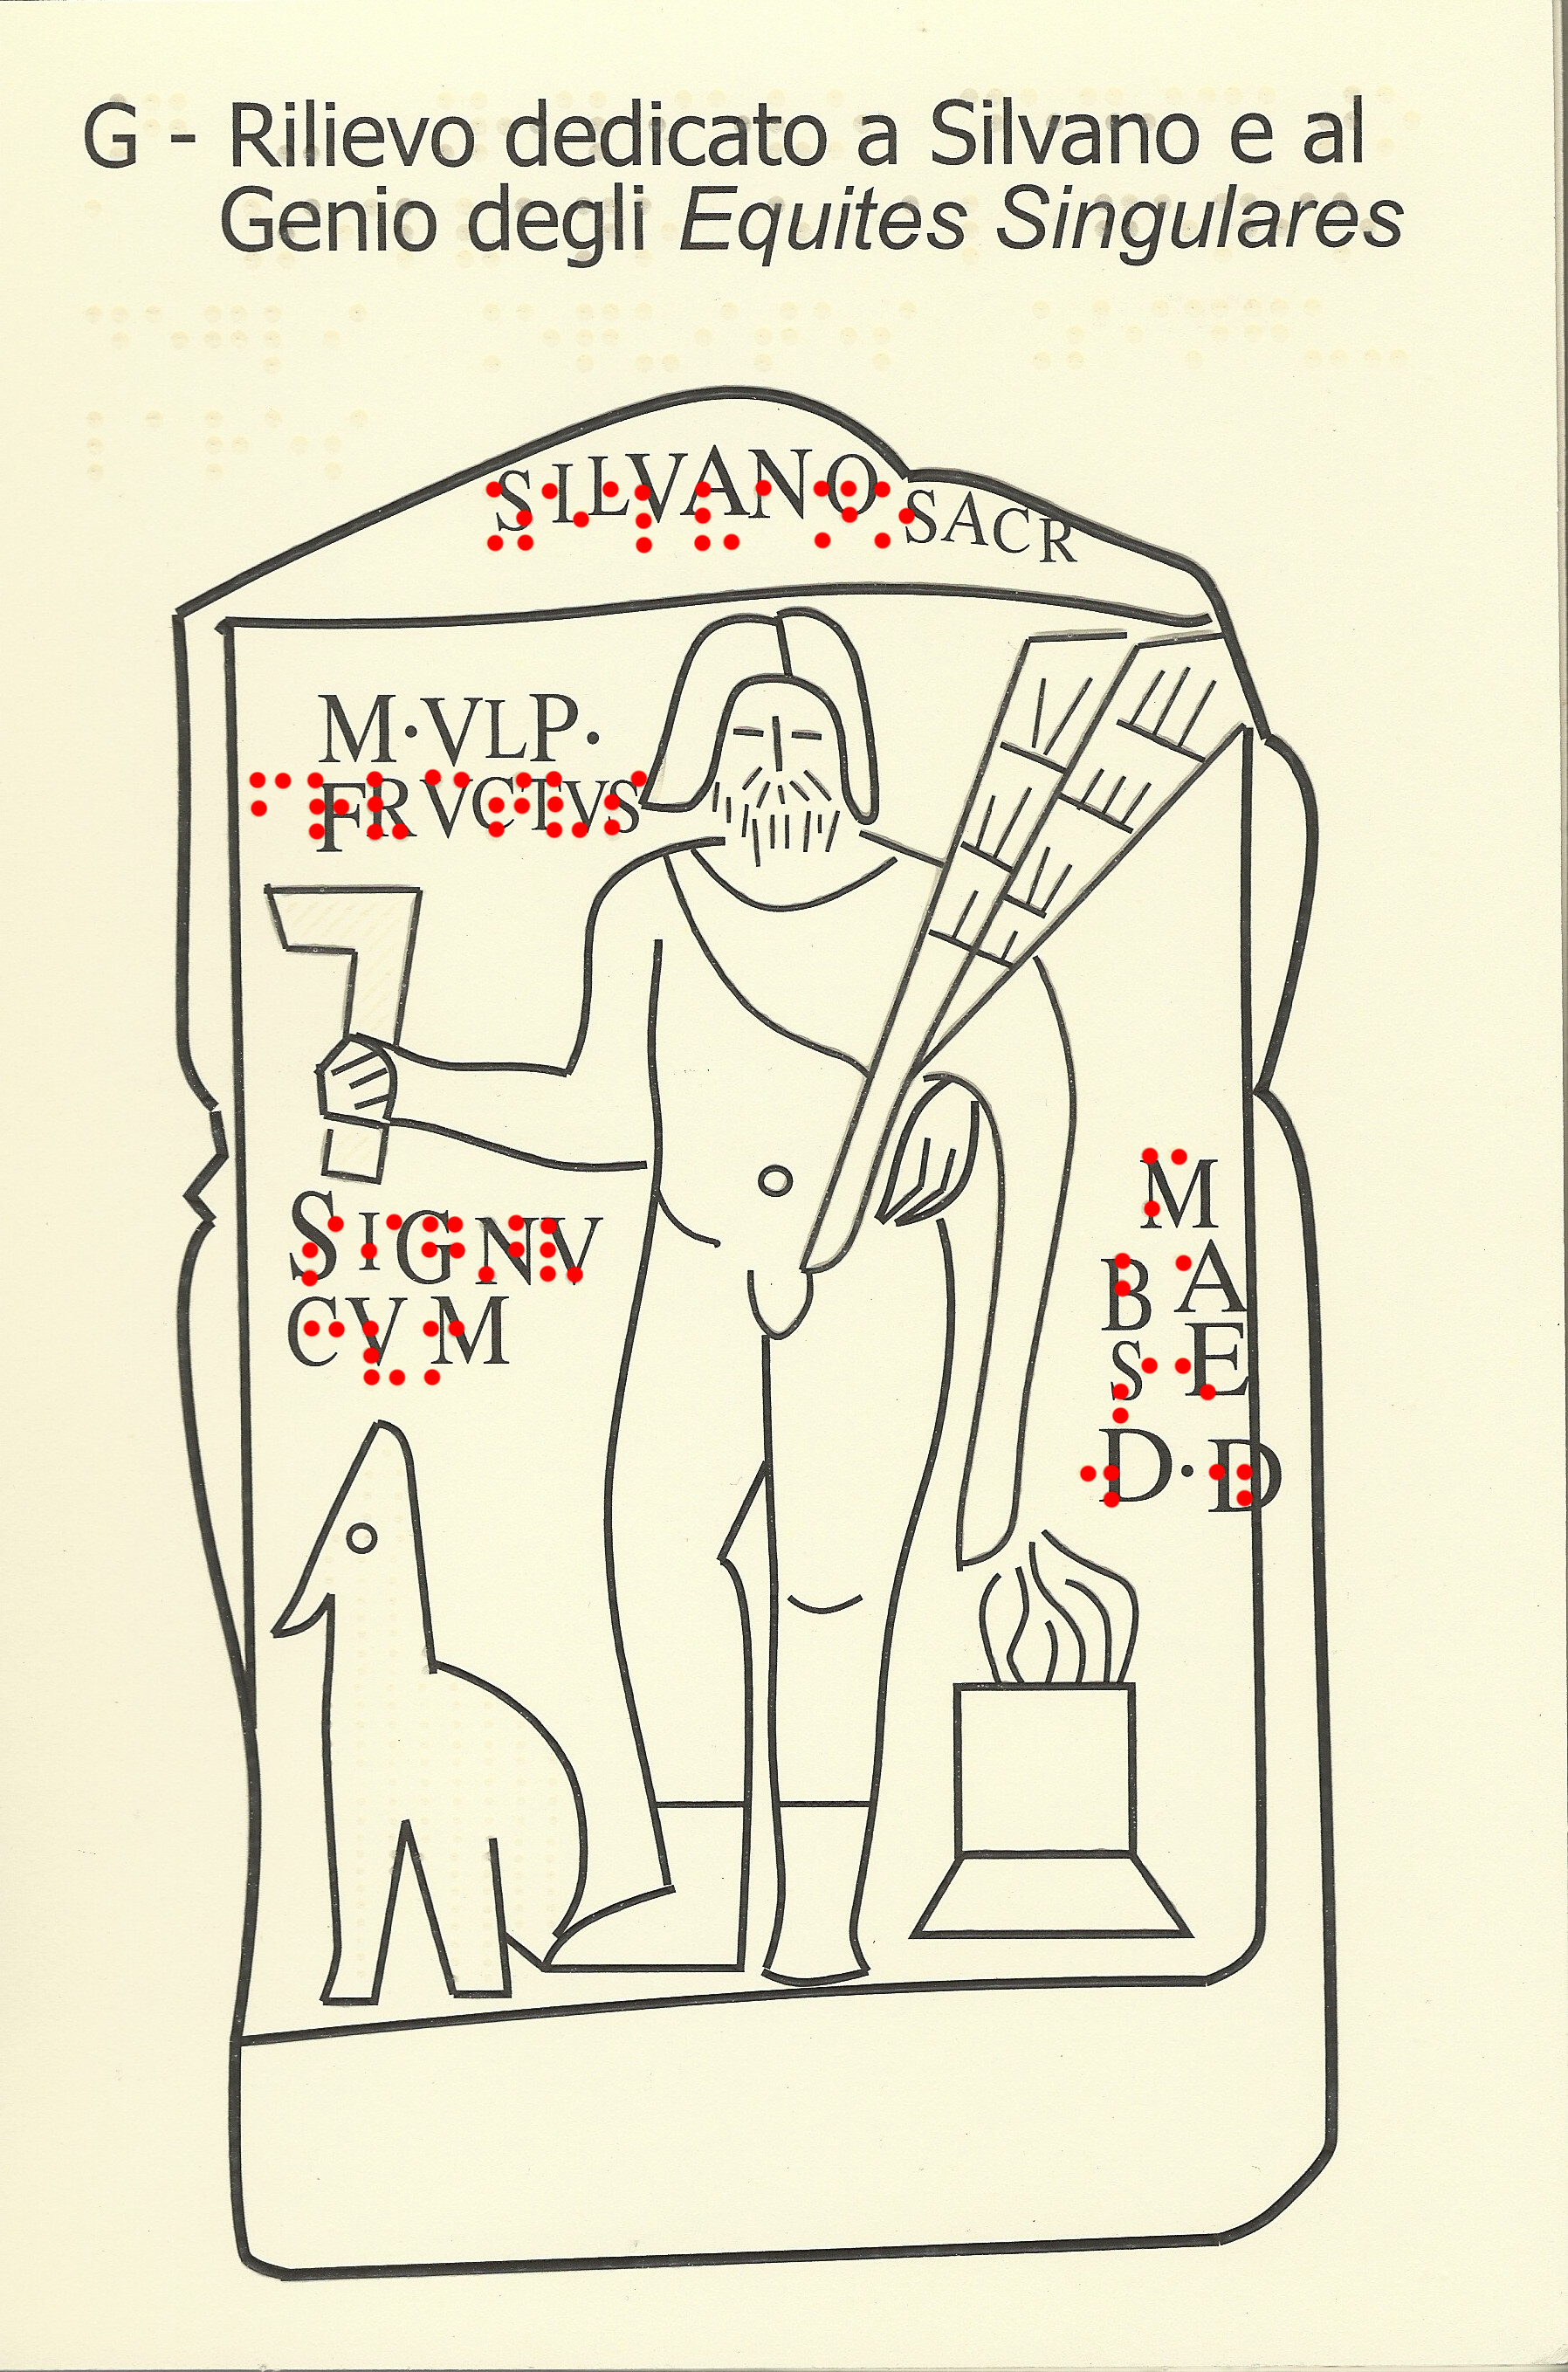 G - Rilievo dedicato a Silvano e al
Genio degli Equites Singulares
SILVANO SACR
M·VLP·
FRVCTVS
SIGNV
CVM
M
B A
S E
D·D